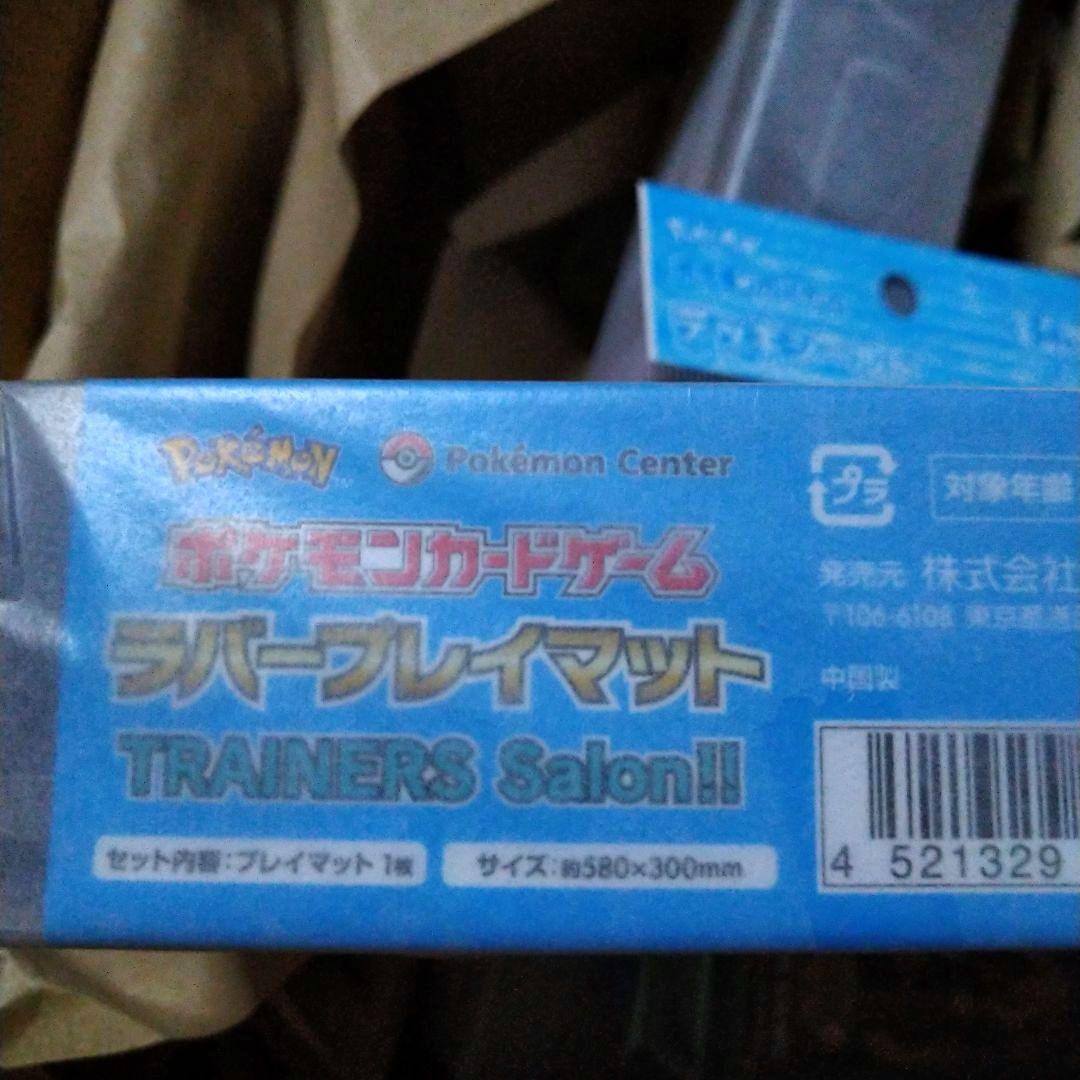 POKéMON
Pokémon Center
ポケモンカードゲーム
ラバープレイマット
TRAINERS Salon!!
セット内容:プレイマット 1枚
サイズ:約580×300mm
プラ
対象年齢
発売元 株式会社
〒106-6108 東京都港
中国製
4 521329